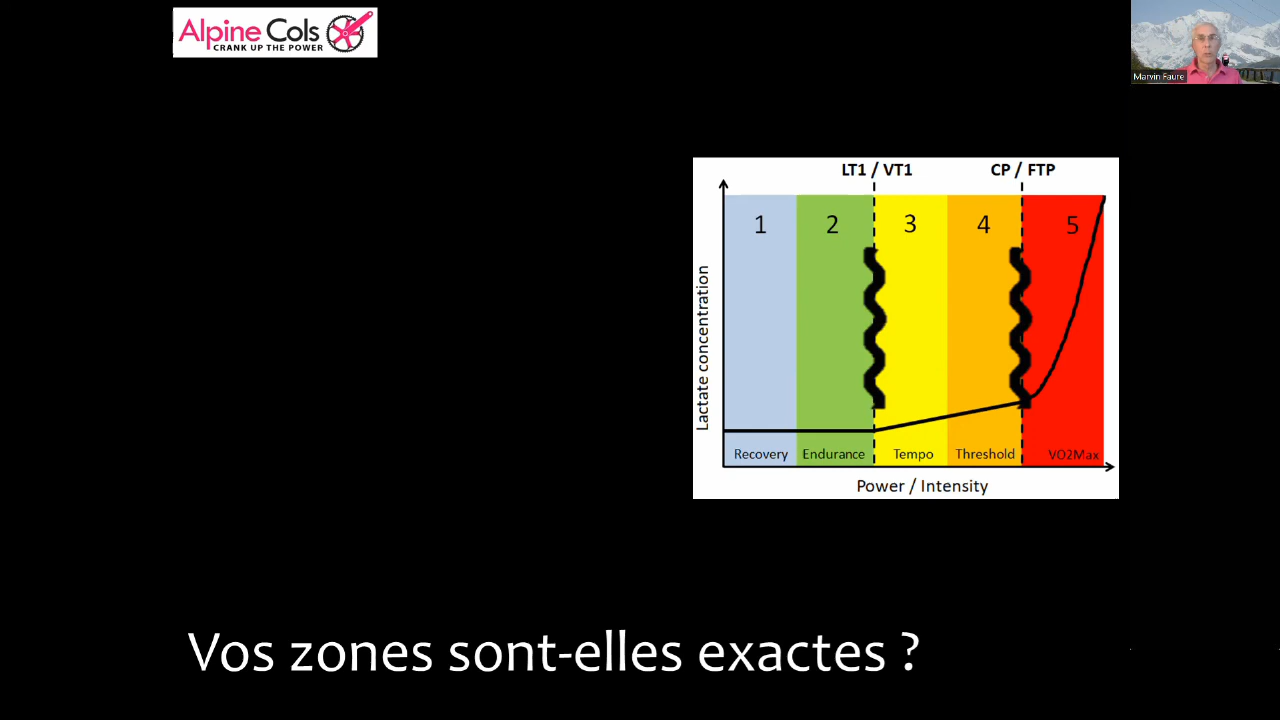 Alpine Cols
CRANK UP THE POWER
Marvin Faure
LT1 / VT1
CP / FTP
1
2
3
4
5
Lactate concentration
Recovery
Endurance
Tempo
Threshold
VO2Max
Power / Intensity
Vos zones sont-elles exactes ?